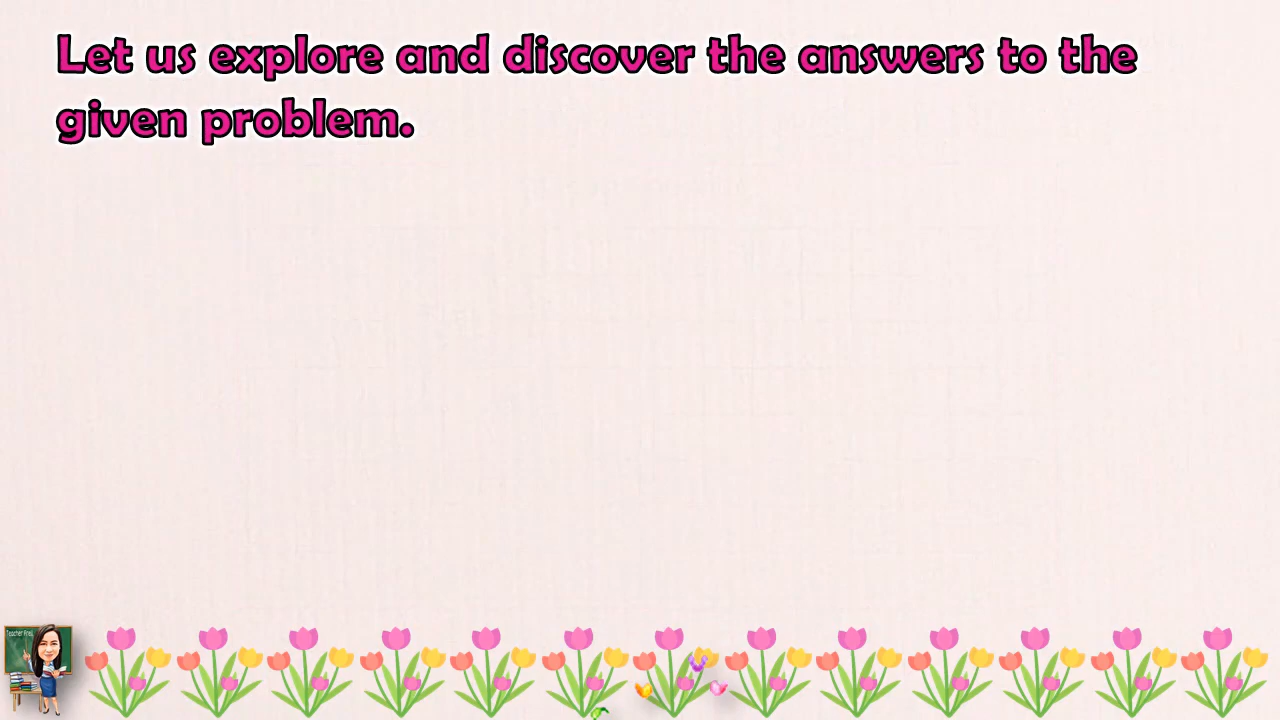 Let us explore and discover the answers to the
given problem.